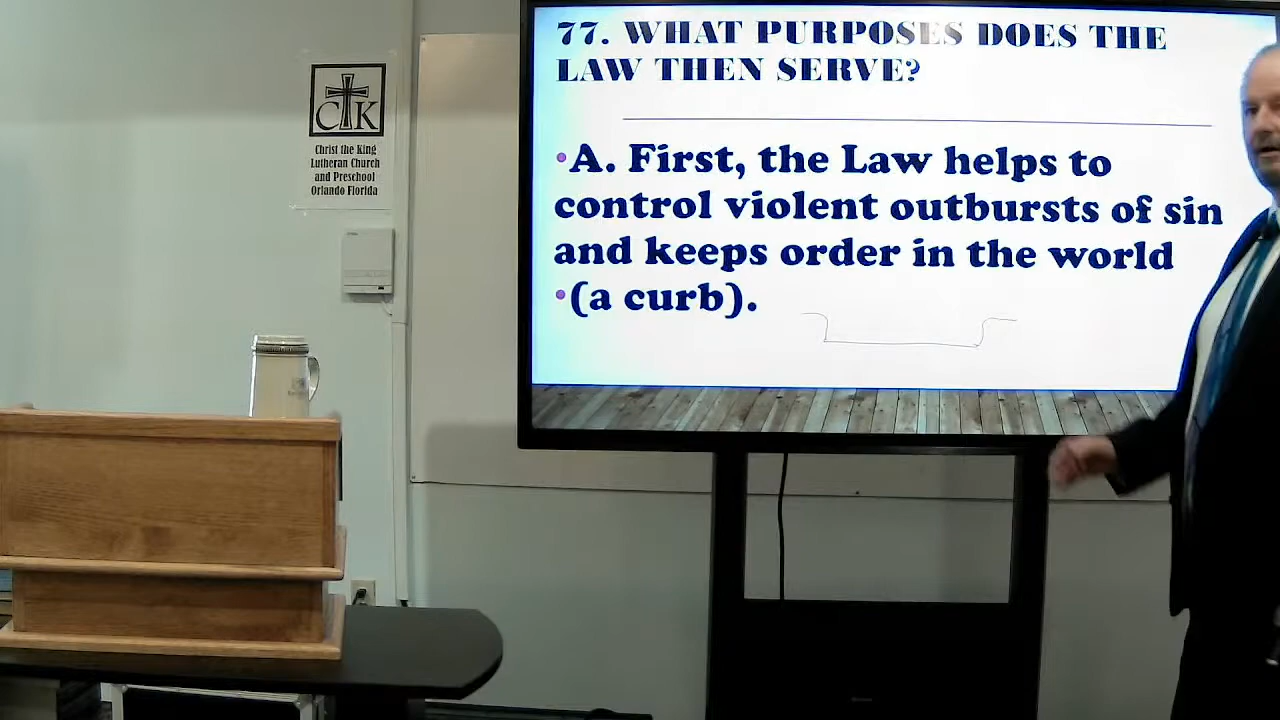 C K
Christ the King
Lutheran Church
and Preschool
Orlando Florida
77. WHAT PURPOSES DOES THE
LAW THEN SERVE?
•A. First, the Law helps to
control violent outbursts of sin
and keeps order in the world
•(a curb).